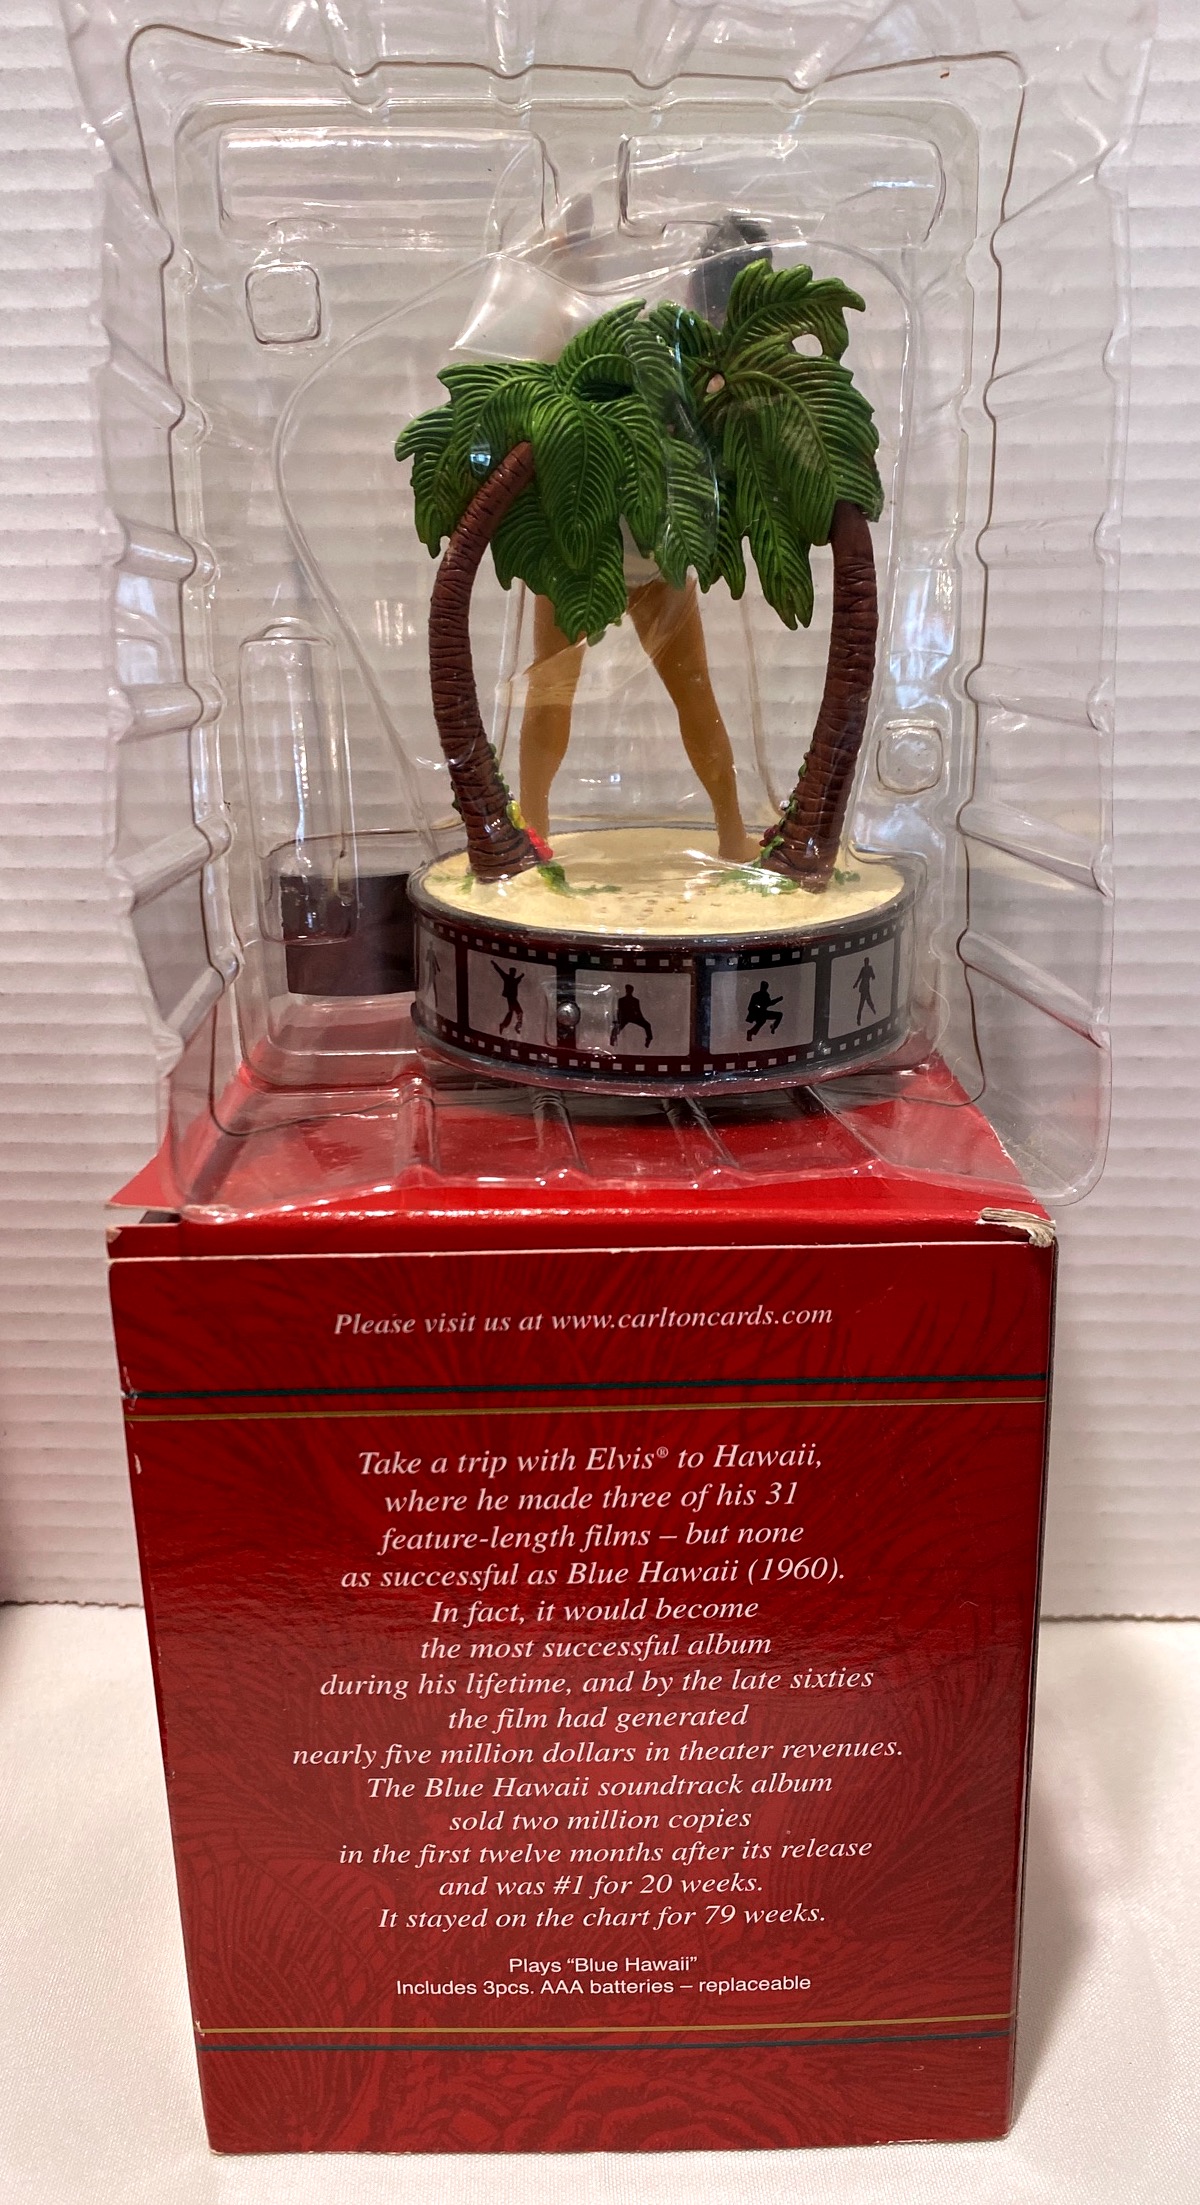 Please visit us at www.carltoncards.com
Take a trip with Elvis® to Hawaii,
where he made three of his 31
feature-length films – but none
as successful as Blue Hawaii (1960).
In fact, it would become
the most successful album
during his lifetime, and by the late sixties
the film had generated
nearly five million dollars in theater revenues.
The Blue Hawaii soundtrack album
sold two million copies
in the first twelve months after its release
and was #1 for 20 weeks.
It stayed on the chart for 79 weeks.
Plays “Blue Hawaii”
Includes 3pcs. AAA batteries – replaceable